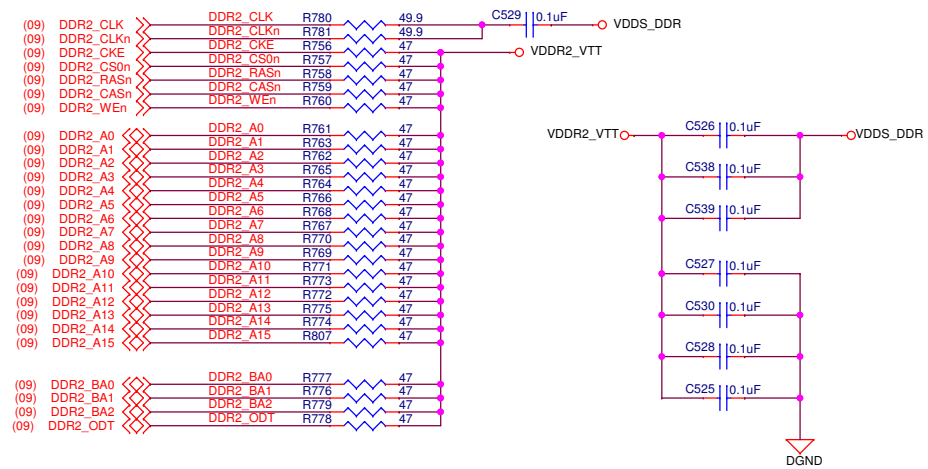 (09) DDR2_CLK DDR2_CLK R780 49.9 C529 0.1uF VDDS_DDR
(09) DDR2_CLKn DDR2_CLKn R781 49.9
(09) DDR2_CKE DDR2_CKE R756 47 VDDR2_VTT
(09) DDR2_CS0n DDR2_CS0n R757 47
(09) DDR2_RASn DDR2_RASn R758 47
(09) DDR2_CASn DDR2_CASn R759 47
(09) DDR2_WEn DDR2_WEn R760 47
(09) DDR2_A0 DDR2_A0 R761 47
(09) DDR2_A1 DDR2_A1 R763 47
(09) DDR2_A2 DDR2_A2 R762 47
(09) DDR2_A3 DDR2_A3 R765 47
(09) DDR2_A4 DDR2_A4 R764 47
(09) DDR2_A5 DDR2_A5 R766 47
(09) DDR2_A6 DDR2_A6 R768 47
(09) DDR2_A7 DDR2_A7 R767 47
(09) DDR2_A8 DDR2_A8 R770 47
(09) DDR2_A9 DDR2_A9 R769 47
(09) DDR2_A10 DDR2_A10 R771 47
(09) DDR2_A11 DDR2_A11 R773 47
(09) DDR2_A12 DDR2_A12 R772 47
(09) DDR2_A13 DDR2_A13 R775 47
(09) DDR2_A14 DDR2_A14 R774 47
(09) DDR2_A15 DDR2_A15 R807 47
(09) DDR2_BA0 DDR2_BA0 R777 47
(09) DDR2_BA1 DDR2_BA1 R776 47
(09) DDR2_BA2 DDR2_BA2 R779 47
(09) DDR2_ODT DDR2_ODT R778 47
VDDR2_VTT C526 0.1uF VDDS_DDR
C538 0.1uF
C539 0.1uF
C527 0.1uF
C530 0.1uF
C528 0.1uF
C525 0.1uF
DGND